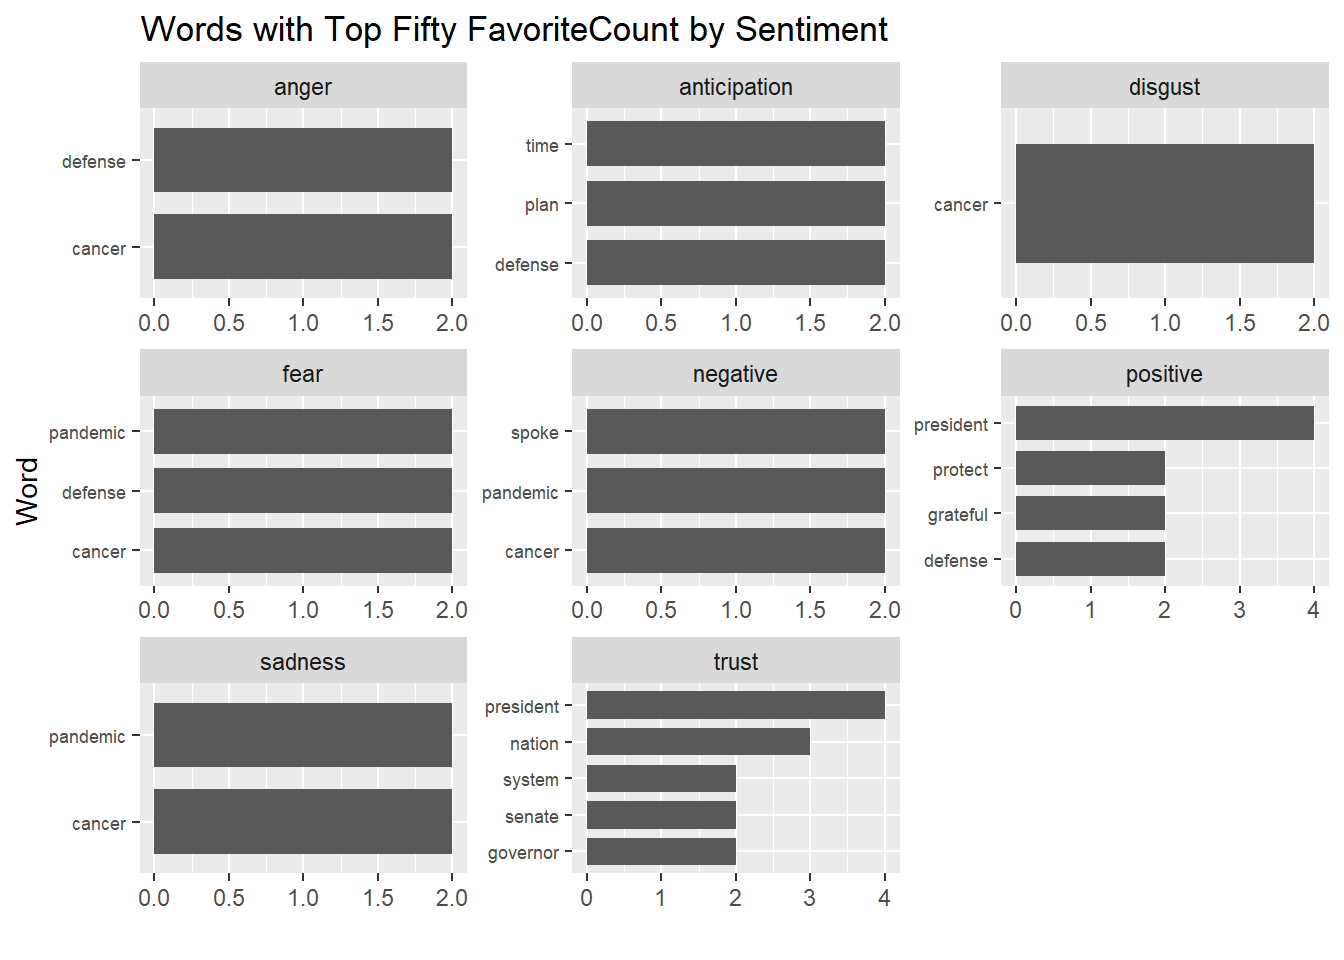 Words with Top Fifty FavoriteCount by Sentiment
anger
anticipation
disgust
defense
cancer
0.0 0.5 1.0 1.5 2.0
time
plan
defense
0.0 0.5 1.0 1.5 2.0
cancer
0.0 0.5 1.0 1.5 2.0
Word
fear
negative
positive
pandemic
defense
cancer
0.0 0.5 1.0 1.5 2.0
spoke
pandemic
cancer
0.0 0.5 1.0 1.5 2.0
president
protect
grateful
defense
0 1 2 3 4
sadness
trust
pandemic
cancer
0.0 0.5 1.0 1.5 2.0
president
nation
system
senate
governor
0 1 2 3 4